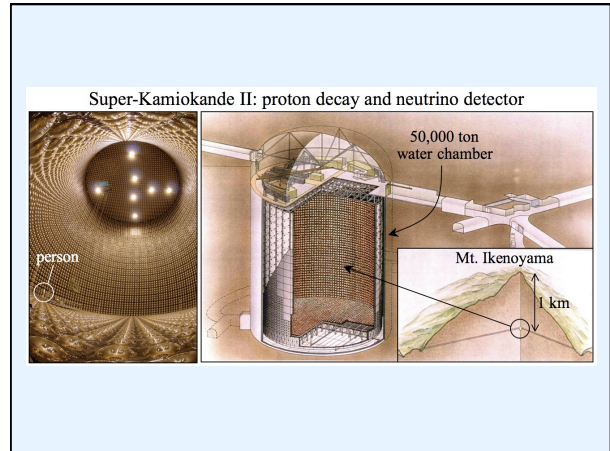 Super-Kamiokande II: proton decay and neutrino detector
person
50,000 ton
water chamber
Mt. Ikenoyama
1 km